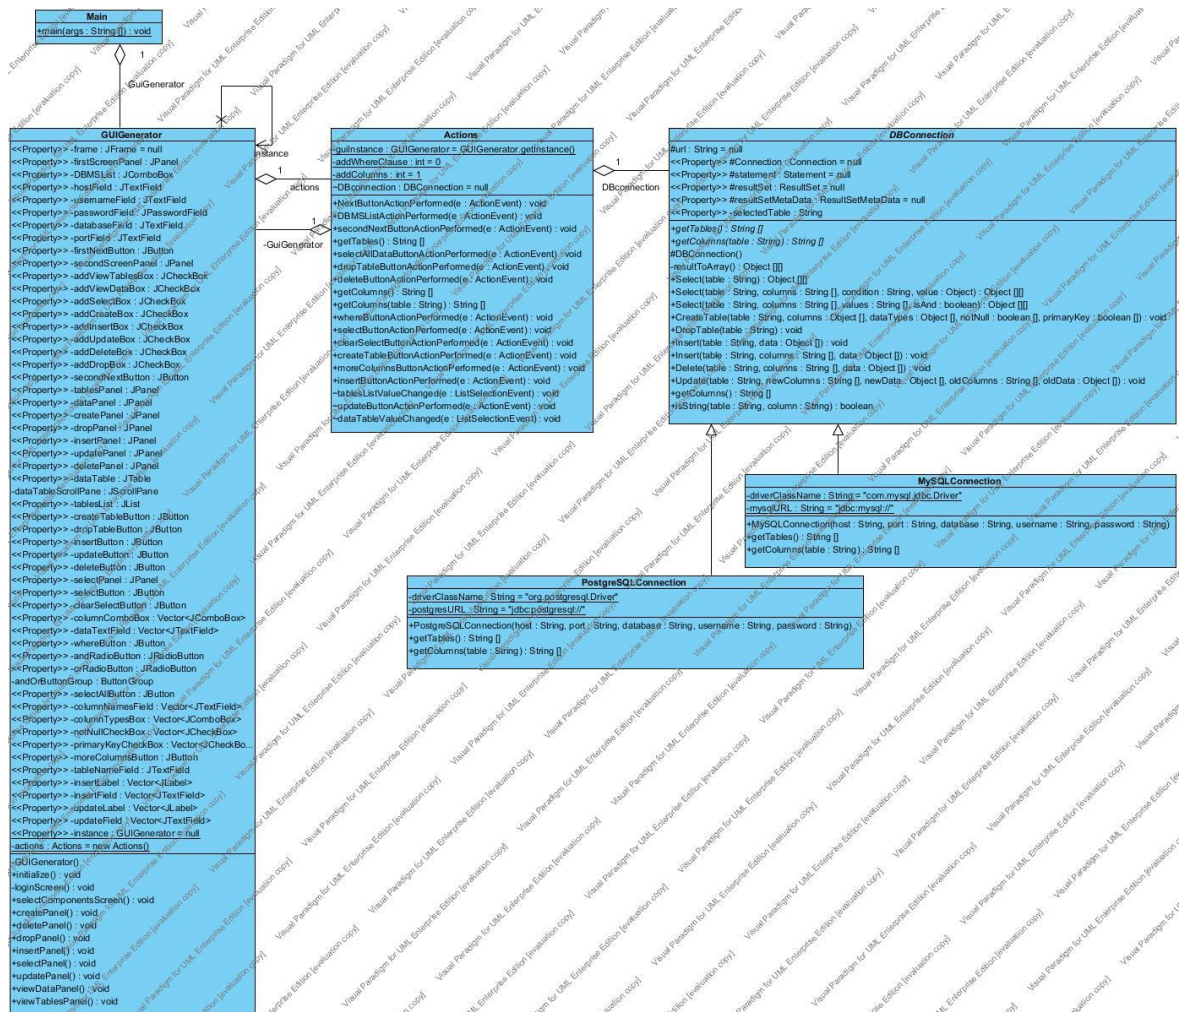 Main
+main(args : String []) : void
1
GuiGenerator
GUIGenerator
<<Property>> -frame : JFrame = null
<<Property>> -firstScreenPanel : JPanel
<<Property>> -DBMSList : JComboBox
<<Property>> -hostField : JTextField
<<Property>> -usernameField : JTextField
<<Property>> -passwordField : JPasswordField
<<Property>> -databaseField : JTextField
<<Property>> -portField : JTextField
<<Property>> -firstNextButton : JButton
<<Property>> -secondScreenPanel : JPanel
<<Property>> -addViewTablesBox : JCheckBox
<<Property>> -addViewDataBox : JCheckBox
<<Property>> -addSelectBox : JCheckBox
<<Property>> -addCreateBox : JCheckBox
<<Property>> -addInsertBox : JCheckBox
<<Property>> -addUpdateBox : JCheckBox
<<Property>> -addDeleteBox : JCheckBox
<<Property>> -addDropBox : JCheckBox
<<Property>> -secondNextButton : JButton
<<Property>> -tablesPanel : JPanel
<<Property>> -dataPanel : JPanel
<<Property>> -createPanel : JPanel
<<Property>> -dropPanel : JPanel
<<Property>> -insertPanel : JPanel
<<Property>> -updatePanel : JPanel
<<Property>> -deletePanel : JPanel
<<Property>> -dataTable : JTable
-dataTableScrollPane : JScrollPane
<<Property>> -tablesList : JList
<<Property>> -createTableButton : JButton
<<Property>> -dropTableButton : JButton
<<Property>> -insertButton : JButton
<<Property>> -updateButton : JButton
<<Property>> -deleteButton : JButton
<<Property>> -selectPanel : JPanel
<<Property>> -selectButton : JButton
<<Property>> -clearSelectButton : JButton
<<Property>> -columnComboBox : Vector<JComboBox>
<<Property>> -dataTextField : Vector<JTextField>
<<Property>> -whereButton : JButton
<<Property>> -andRadioButton : JRadioButton
<<Property>> -orRadioButton : JRadioButton
-andOrButtonGroup : ButtonGroup
<<Property>> -selectAllButton : JButton
<<Property>> -columnNamesField : Vector<JTextField>
<<Property>> -columnTypesBox : Vector<JComboBox>
<<Property>> -notNullCheckBox : Vector<JCheckBox>
<<Property>> -primaryKeyCheckBox : Vector<JCheckBo...
<<Property>> -moreColumnsButton : JButton
<<Property>> -tableNameField : JTextField
<<Property>> -insertLabel : Vector<JLabel>
<<Property>> -insertField : Vector<JTextField>
<<Property>> -updateLabel : Vector<JLabel>
<<Property>> -updateField : Vector<JTextField>
<<Property>> -instance : GUIGenerator = null
-actions : Actions = new Actions()
-GUIGenerator()
+initialize() : void
-loginScreen() : void
+selectComponentsScreen() : void
+createPanel() : void
+deletePanel() : void
+dropPanel() : void
+insertPanel() : void
+selectPanel() : void
+updatePanel() : void
+viewDataPanel() : void
+viewTablesPanel() : void
instance
1
actions
1
-GuiGenerator
Actions
-guiInstance : GUIGenerator = GUIGenerator.getInstance()
-addWhereClause : int = 0
-addColumns : int = 1
~DBconnection : DBConnection = null
+NextButtonActionPerformed(e : ActionEvent) : void
+DBMSListActionPerformed(e : ActionEvent) : void
+secondNextButtonActionPerformed(e : ActionEvent) : void
+getTables() : String []
+selectAllDataButtonActionPerformed(e : ActionEvent) : void
+dropTableButtonActionPerformed(e : ActionEvent) : void
+deleteButtonActionPerformed(e : ActionEvent) : void
+getColumns() : String []
+getColumns(table : String) : String []
+whereButtonActionPerformed(e : ActionEvent) : void
+selectButtonActionPerformed(e : ActionEvent) : void
+clearSelectButtonActionPerformed(e : ActionEvent) : void
+createTableButtonActionPerformed(e : ActionEvent) : void
+moreColumnsButtonActionPerformed(e : ActionEvent) : void
+insertButtonActionPerformed(e : ActionEvent) : void
~tablesListValueChanged(e : ListSelectionEvent) : void
~updateButtonActionPerformed(e : ActionEvent) : void
~dataTableValueChanged(e : ListSelectionEvent) : void
1
DBconnection
DBConnection
#url : String = null
<<Property>> #Connection : Connection = null
<<Property>> #statement : Statement = null
<<Property>> #resultSet : ResultSet = null
<<Property>> #resultSetMetaData : ResultSetMetaData = null
<<Property>> -selectedTable : String
+getTables() : String []
+getColumns(table : String) : String []
#DBConnection()
-resultToArray() : Object [][]
+Select(table : String) : Object [][]
+Select(table : String, columns : String [], condition : String, value : Object) : Object [][]
+Select(table : String, columns : String [], values : String [], isAnd : boolean) : Object [][]
+CreateTable(table : String, columns : Object [], dataTypes : Object [], notNull : boolean [], primaryKey : boolean []) : void
+DropTable(table : String) : void
+Insert(table : String, data : Object []) : void
+Insert(table : String, columns : String [], data : Object []) : void
+Delete(table : String, columns : String [], data : Object []) : void
+Update(table : String, newColumns : String [], newData : Object [], oldColumns : String [], oldData : Object []) : void
+getColumns() : String []
+isString(table : String, column : String) : boolean
MySQLConnection
-driverClassName : String = "com.mysql.jdbc.Driver"
-mysqlURL : String = "jdbc:mysql://"
+MySQLConnection(host : String, port : String, database : String, username : String, password : String)
+getTables() : String []
+getColumns(table : String) : String []
PostgreSQLConnection
-driverClassName : String = "org.postgresql.Driver"
-postgresURL : String = "jdbc:postgresql://"
+PostgreSQLConnection(host : String, port : String, database : String, username : String, password : String)
+getTables() : String []
+getColumns(table : String) : String []
Visual Paradigm for UML Enterprise Edition [evaluation copy]